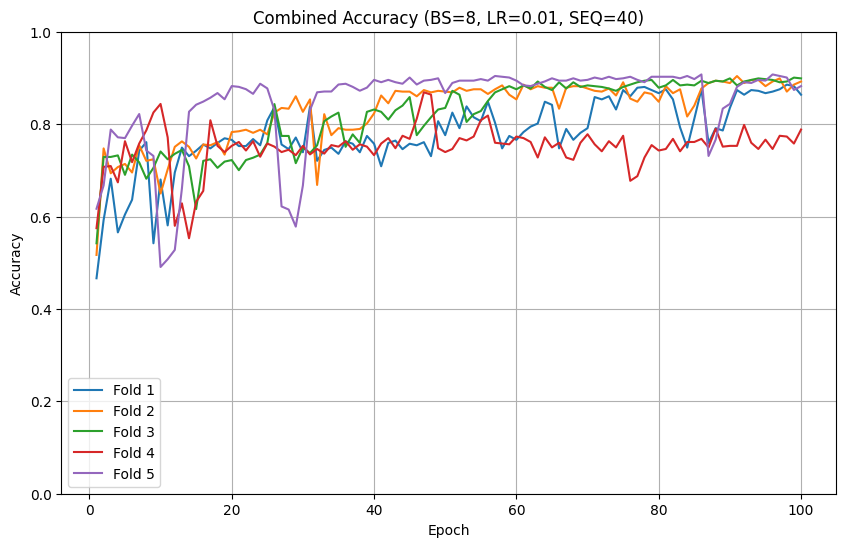 Combined Accuracy (BS=8, LR=0.01, SEQ=40)
1.0
0.8
0.6
0.4
0.2
0.0
Accuracy
Fold 1
Fold 2
Fold 3
Fold 4
Fold 5
0 20 40 60 80 100
Epoch